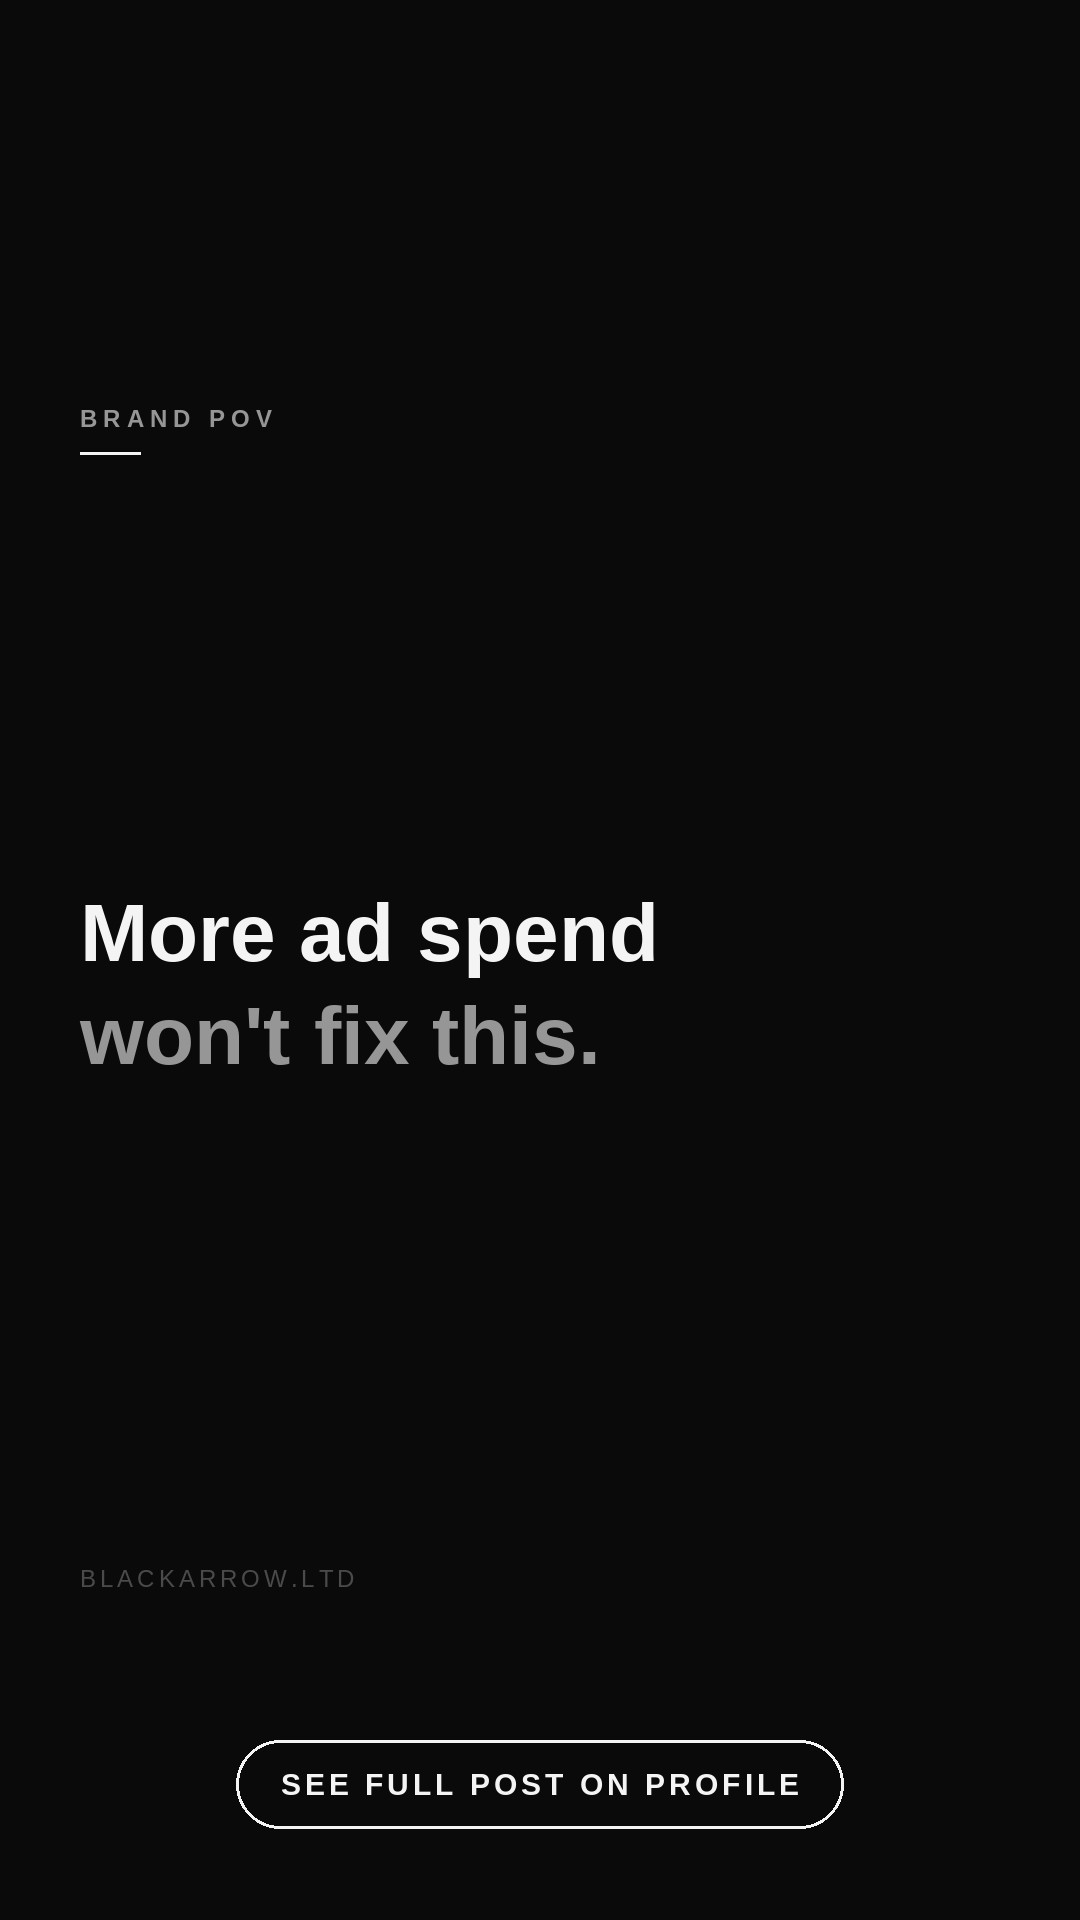 BRAND POV
More ad spend
won't fix this.
BLACKARROW.LTD
SEE FULL POST ON PROFILE